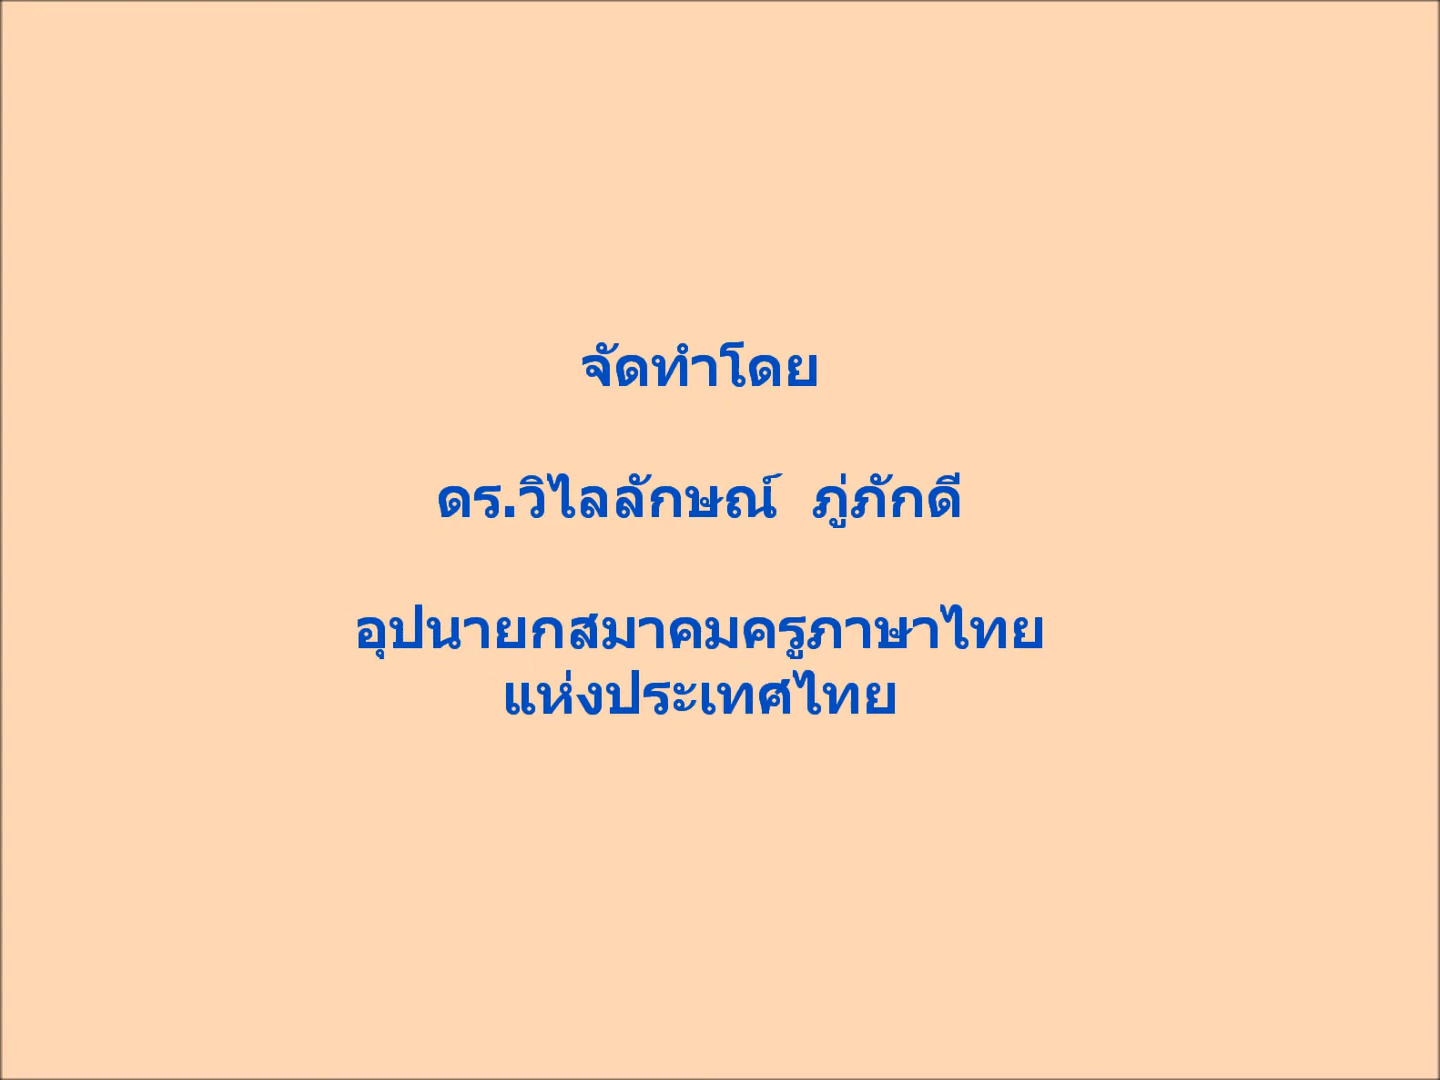 จัดทำโดย
ดร.วิไลลักษณ์ ภู่ภักดี
อุปนายกสมาคมครูภาษาไทย
แห่งประเทศไทย